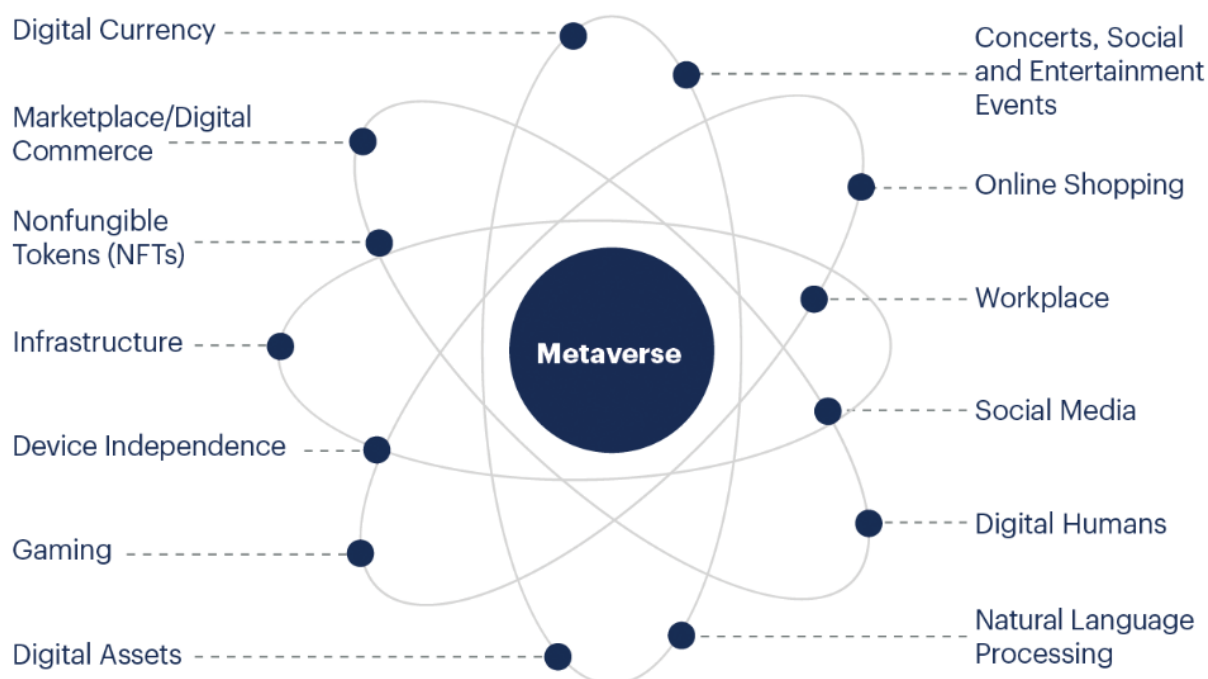 Digital Currency
Marketplace/Digital
Commerce
Nonfungible
Tokens (NFTs)
Infrastructure
Device Independence
Gaming
Digital Assets
Metaverse
Concerts, Social
and Entertainment
Events
Online Shopping
Workplace
Social Media
Digital Humans
Natural Language
Processing